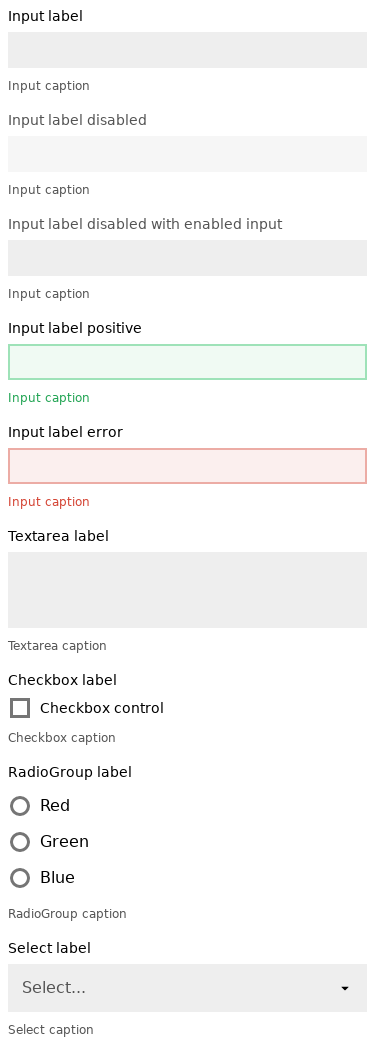 Input label
Input caption
Input label disabled
Input caption
Input label disabled with enabled input
Input caption
Input label positive
Input caption
Input label error
Input caption
Textarea label
Textarea caption
Checkbox label
Checkbox control
Checkbox caption
RadioGroup label
Red
Green
Blue
RadioGroup caption
Select label
Select...
Select caption